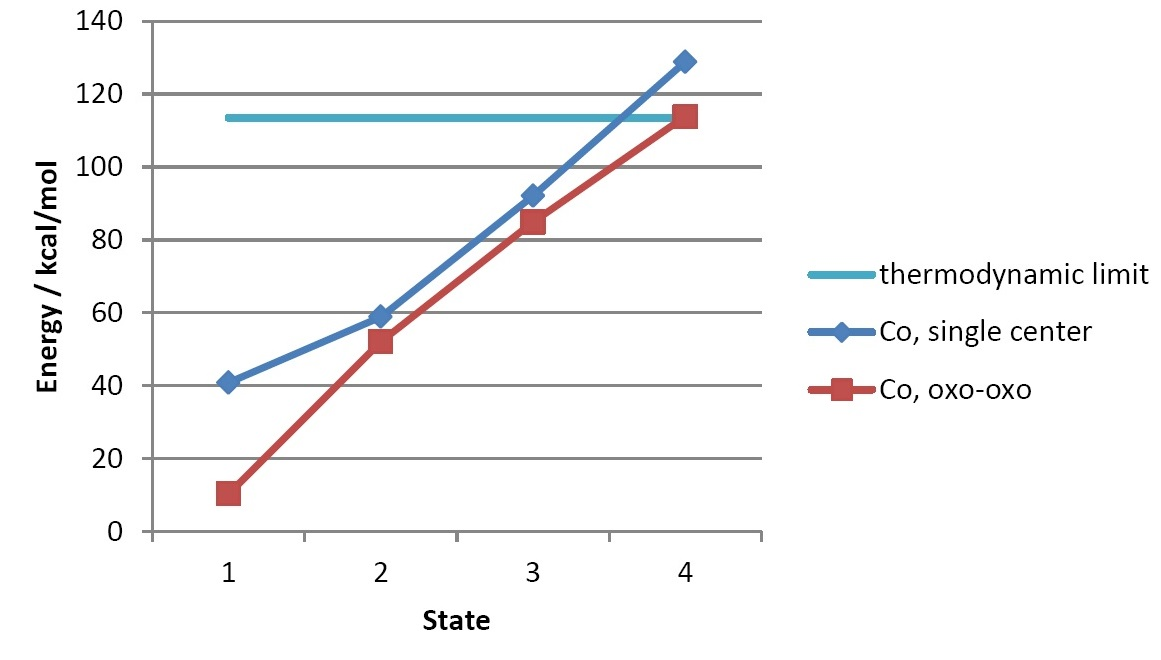 140
120
100
80
60
40
20
0
Energy / kcal/mol
1 2 3 4
State
thermodynamic limit
Co, single center
Co, oxo-oxo